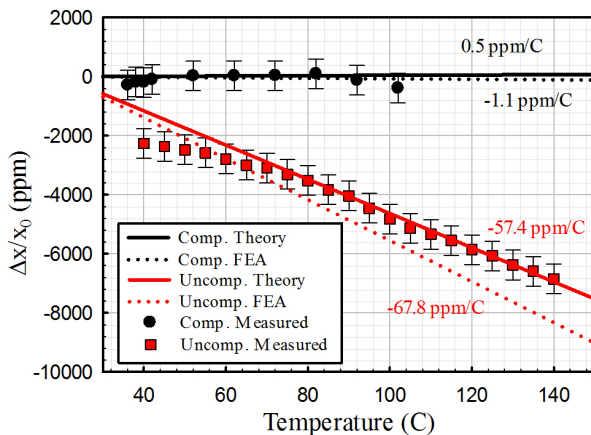 2000
0
-2000
-4000
-6000
-8000
-10000
Δx/x0 (ppm)
0.5 ppm/C
-1.1 ppm/C
-57.4 ppm/C
-67.8 ppm/C
Comp. Theory
Comp. FEA
Uncomp. Theory
Uncomp. FEA
Comp. Measured
Uncomp. Measured
40 60 80 100 120 140
Temperature (C)